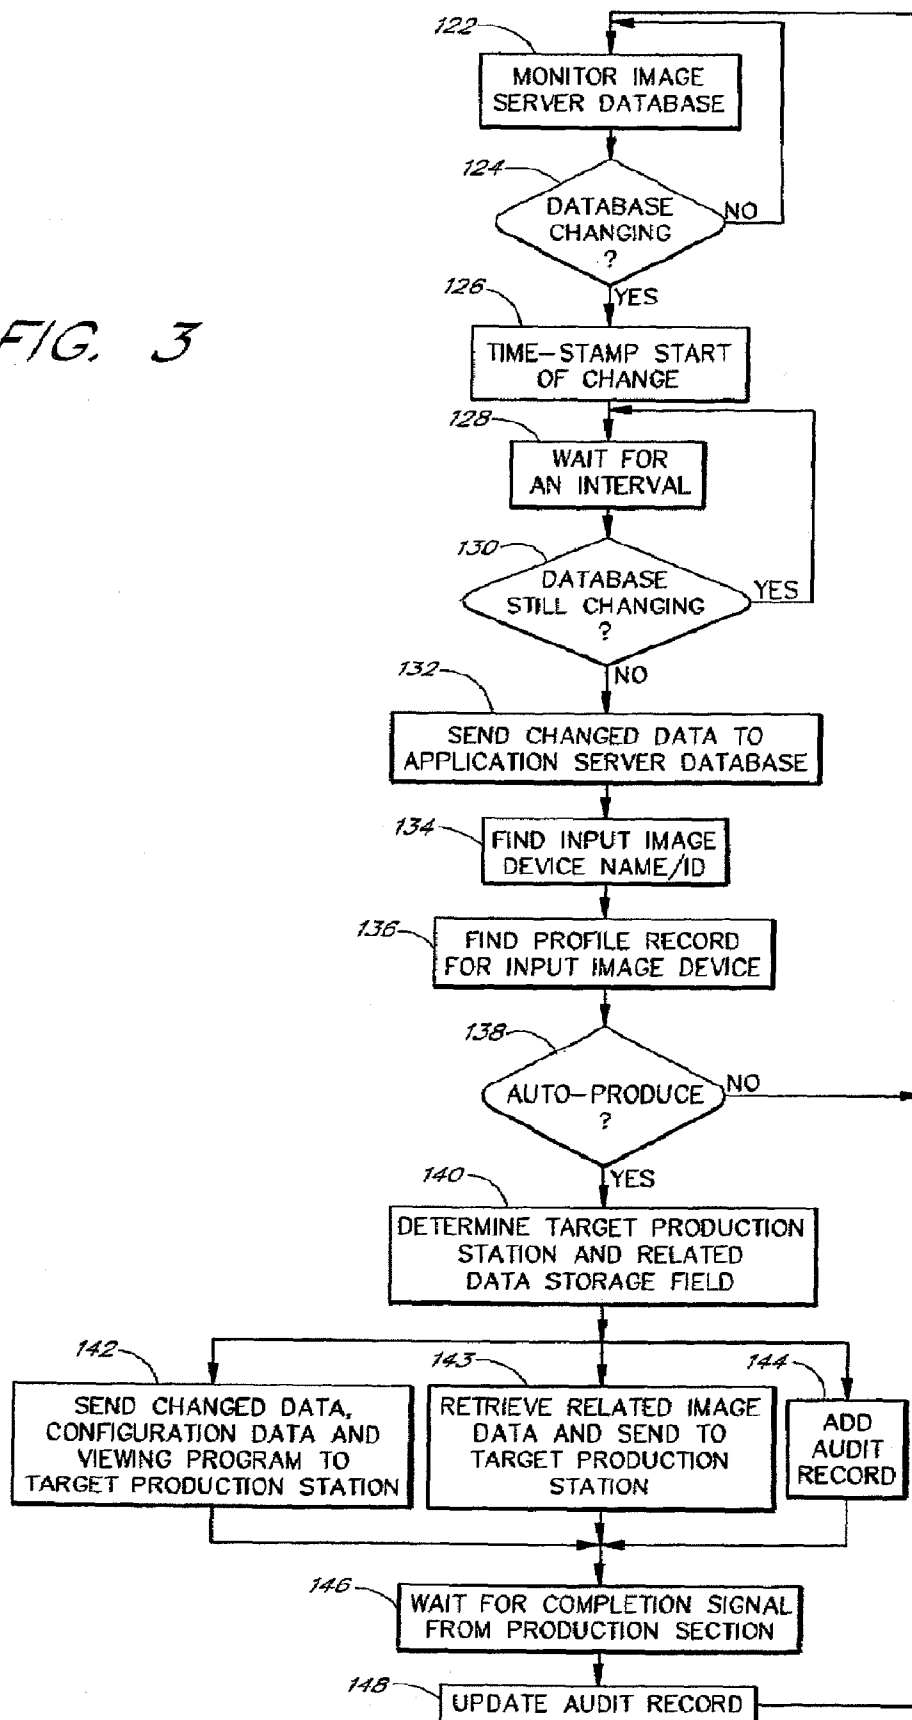 122
MONITOR IMAGE
SERVER DATABASE
124
DATABASE
CHANGING
?
NO
YES
FIG. 3
126
TIME-STAMP START
OF CHANGE
128
WAIT FOR
AN INTERVAL
130
DATABASE
STILL CHANGING
?
YES
NO
132
SEND CHANGED DATA TO
APPLICATION SERVER DATABASE
134
FIND INPUT IMAGE
DEVICE NAME/ID
136
FIND PROFILE RECORD
FOR INPUT IMAGE DEVICE
138
AUTO-PRODUCE
?
NO
YES
140
DETERMINE TARGET PRODUCTION
STATION AND RELATED
DATA STORAGE FIELD
142
SEND CHANGED DATA,
CONFIGURATION DATA AND
VIEWING PROGRAM TO
TARGET PRODUCTION STATION
143
RETRIEVE RELATED IMAGE
DATA AND SEND TO
TARGET PRODUCTION
STATION
144
ADD
AUDIT
RECORD
146
WAIT FOR COMPLETION SIGNAL
FROM PRODUCTION SECTION
148
UPDATE AUDIT RECORD